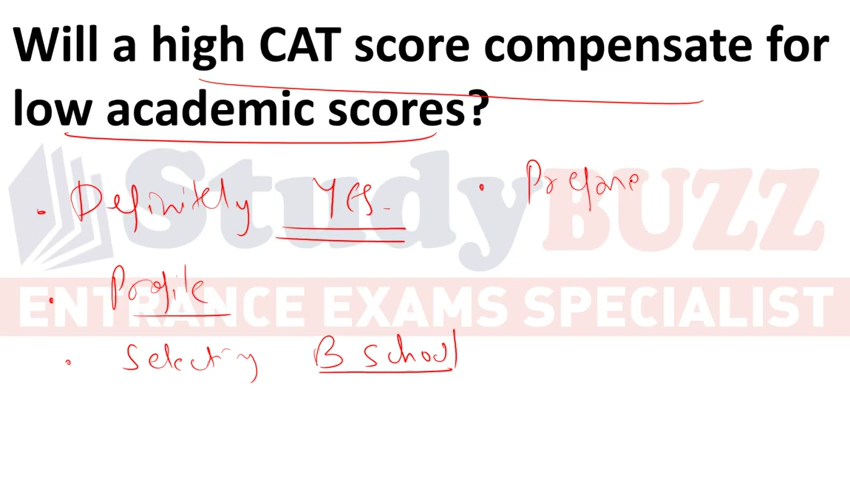 Will a high CAT score compensate for
low academic scores?
StudyBUZZ
ENTRANCE EXAMS SPECIALIST
. Definitely YES.
. Profile
. Selecting B School
. Prepare